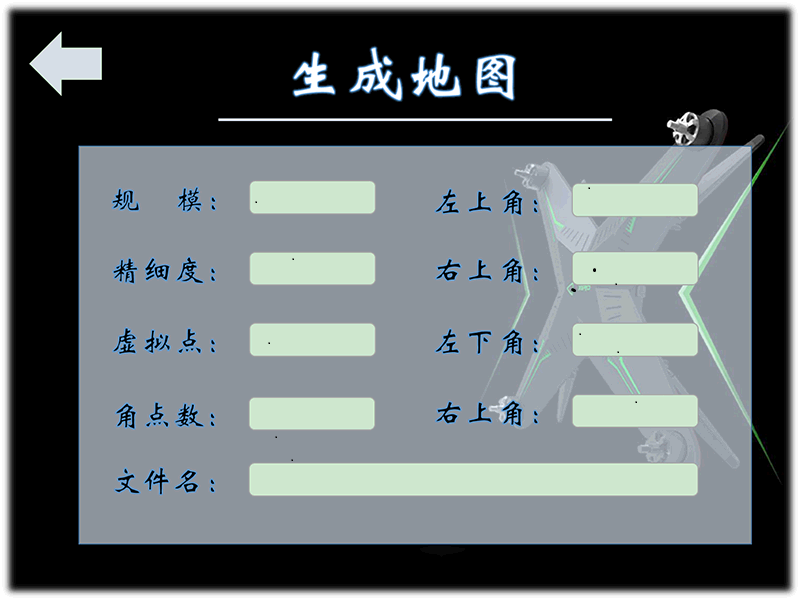 生成地图
规 模： 左上角：
精细度： 右上角：
虚拟点： 左下角：
角点数： 右上角：
文件名：